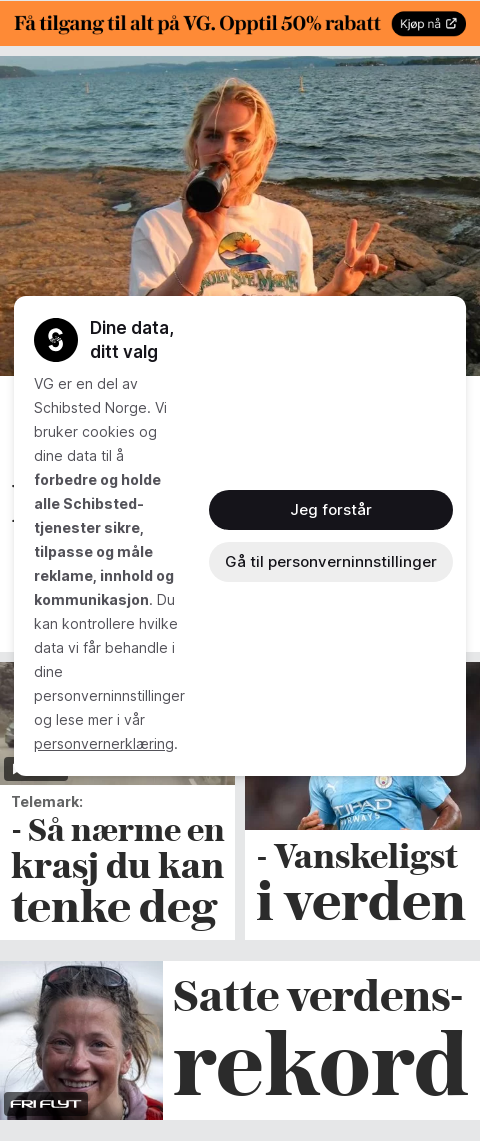 Få tilgang til alt på VG. Opptil 50% rabatt
Kjøp nå
Dine data,
ditt valg
VG er en del av
Schibsted Norge. Vi
bruker cookies og
dine data til å
forbedre og holde
alle Schibsted-
tjenester sikre,
tilpasse og måle
reklame, innhold og
kommunikasjon. Du
kan kontrollere hvilke
data vi får behandle i
dine
personverninnstillinger
og lese mer i vår
personvernerklæring.
Jeg forstår
Gå til personverninnstillinger
ETIHAD
AIRWAYS
Telemark:
- Så nærme en
krasj du kan
tenke deg
- Vanskeligst
i verden
FRI FLYT
Satte verdens-
rekord